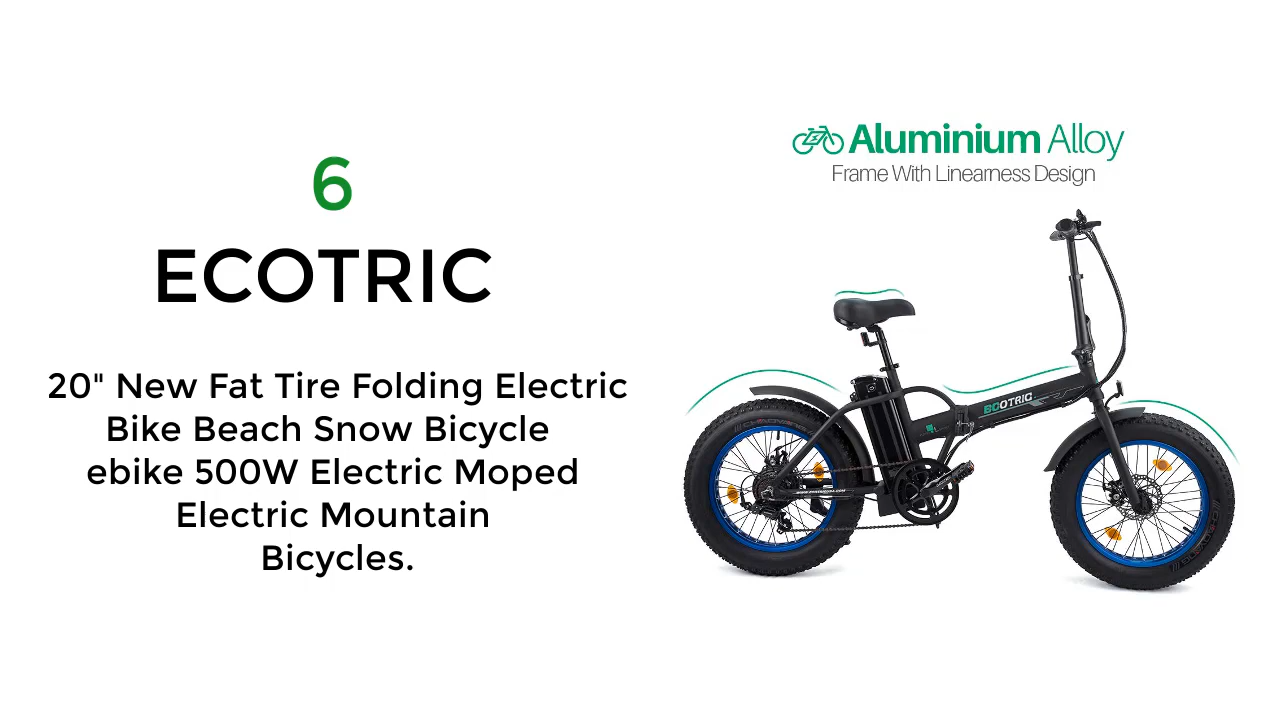 6
ECOTRIC
20" New Fat Tire Folding Electric
Bike Beach Snow Bicycle
ebike 500W Electric Moped
Electric Mountain
Bicycles.
Aluminium Alloy
Frame With Linearness Design
ECOTRIC